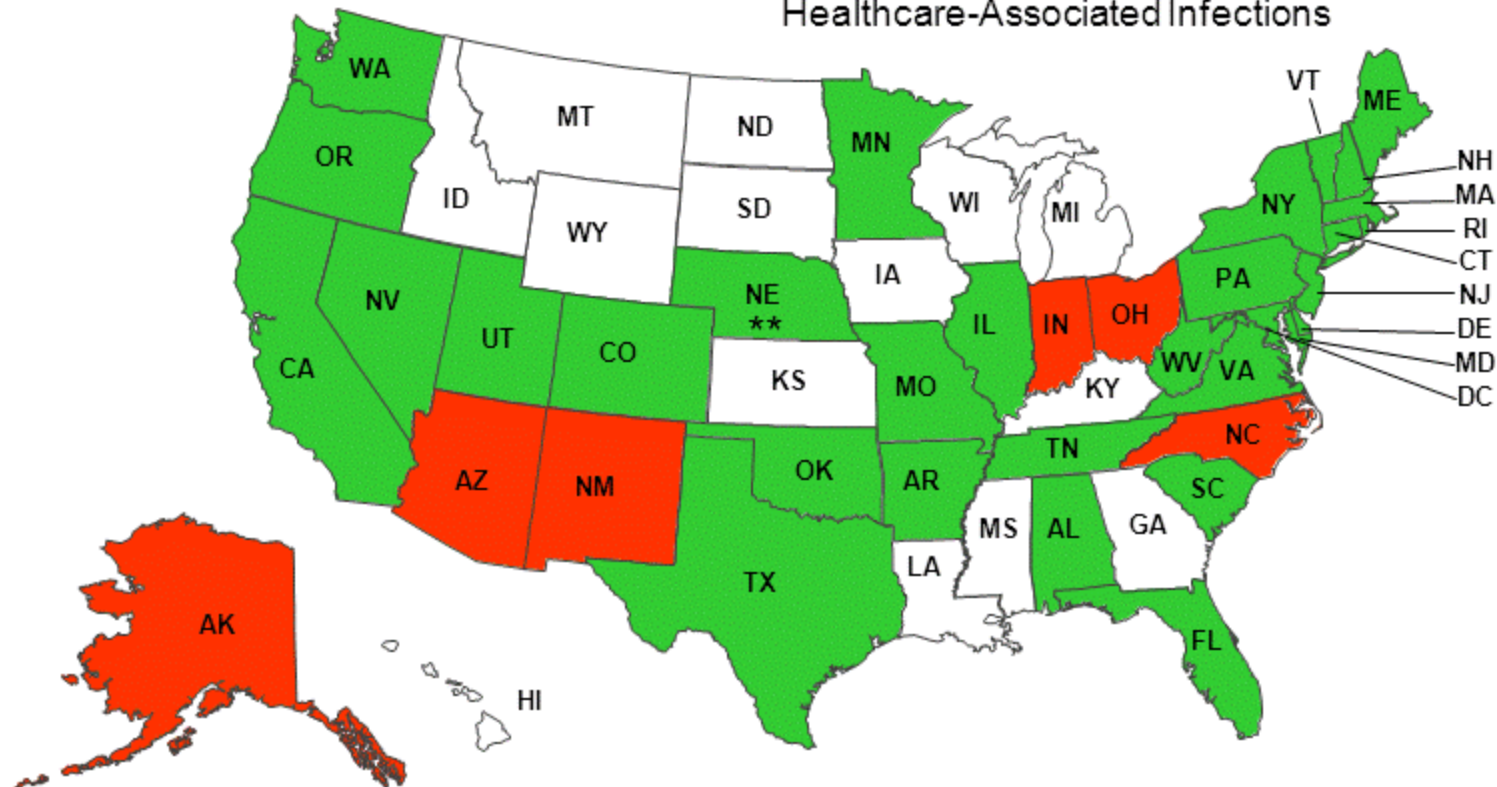 Healthcare-Associated Infections
WA
MT
ND
MN
VT
ME
OR
ID
SD
WI
MI
NY
NH
MA
RI
CT
WY
IA
PA
NJ
NV
NE
**
IL
IN
OH
DE
MD
DC
UT
CO
CA
KS
MO
KY
WV
VA
AZ
NM
OK
AR
TN
NC
SC
TX
LA
MS
AL
GA
FL
AK
HI